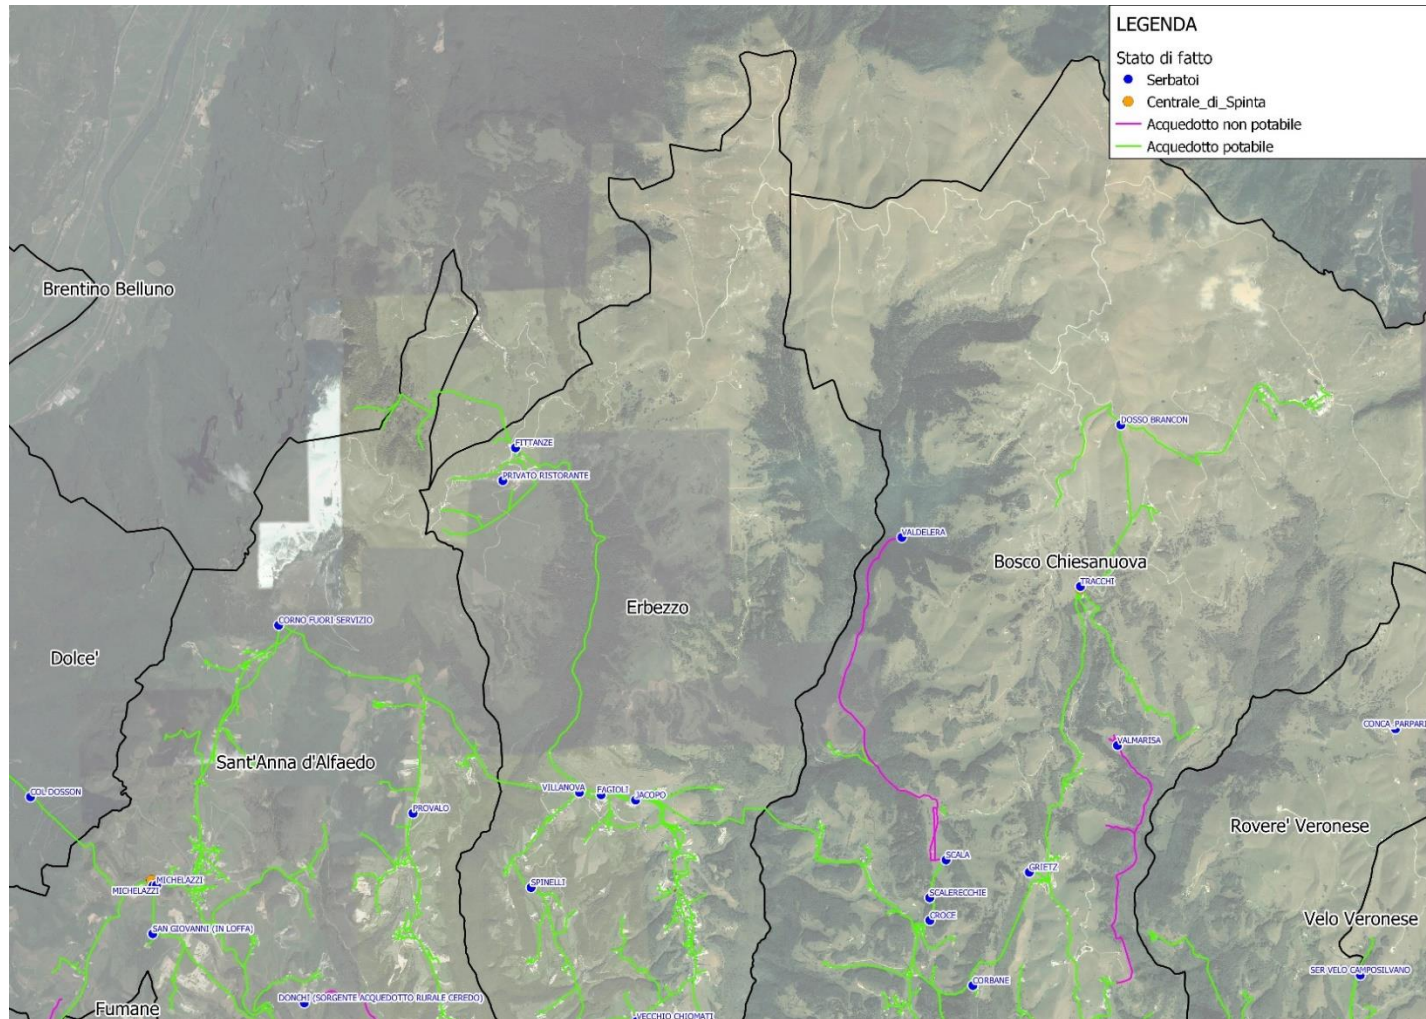 LEGENDA
Stato di fatto
Serbatoi
Centrale_di_Spinta
Acquedotto non potabile
Acquedotto potabile
Brentino Belluno
DOSSO BRANCON
FITTANZE
PRIVATO RISTORANTE
VALDELERA
Bosco Chiesanuova
TRACCHI
Erbezzo
CORNO FUORI SERVIZIO
Dolce'
CONCA_PARPARI
VALMARISA
Sant'Anna d'Alfaedo
COL DOSSON
VILLANOVA
FAGIOLI
JACOPO
PROVALO
Rovere' Veronese
SCALA
GRIETZ
MICHELAZZI
MICHELAZZI
SPINELLI
SCALERECCHIE
CROCE
Velo Veronese
SAN GIOVANNI (IN LOFFA)
SER VELO CAMPOSILVANO
CORBANE
DONCHI (SORGENTE ACQUEDOTTO RURALE CEREDO)
Fumane
VECCHIO CHIOMATI